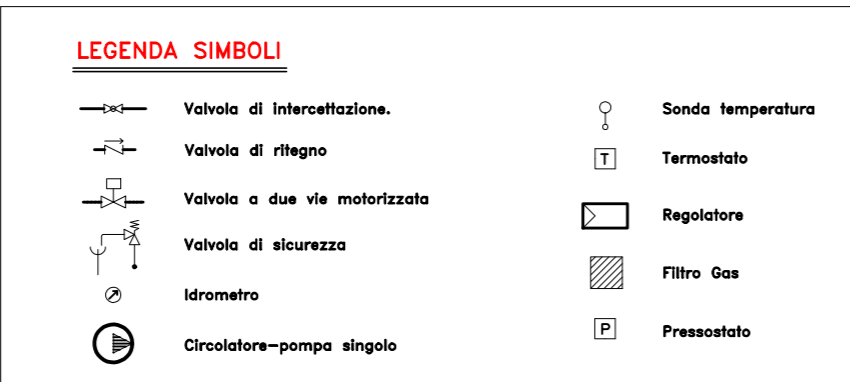 LEGENDA SIMBOLI
Valvola di intercettazione.
Valvola di ritegno
Valvola a due vie motorizzata
Valvola di sicurezza
Idrometro
Circolatore-pompa singolo
Sonda temperatura
T Termostato
Regolatore
Filtro Gas
P Pressostato